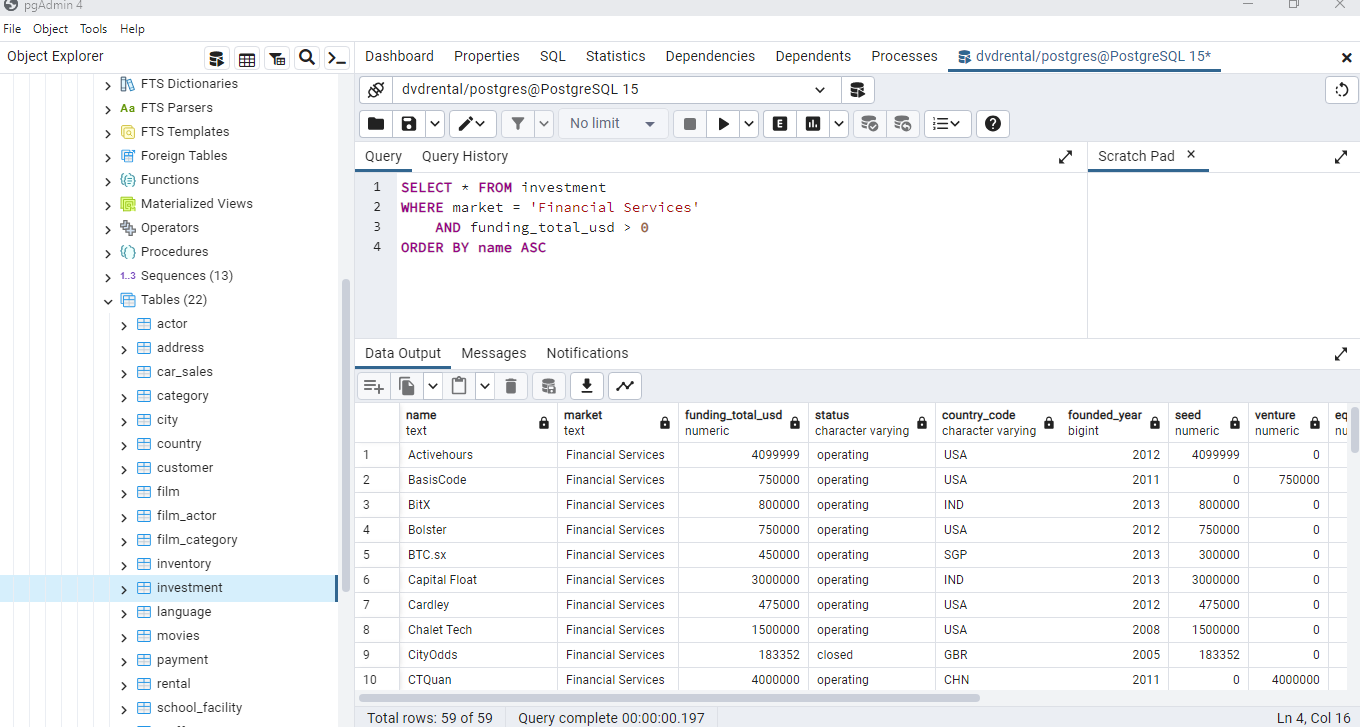 pgAdmin 4
File Object Tools Help
Object Explorer
Dashboard Properties SQL Statistics Dependencies Dependents Processes dvdrental/postgres@PostgreSQL 15*
FTS Dictionaries
Aa FTS Parsers
FTS Templates
Foreign Tables
Functions
Materialized Views
Operators
Procedures
1..3 Sequences (13)
Tables (22)
actor
address
car_sales
category
city
country
customer
film
film_actor
film_category
inventory
investment
language
movies
payment
rental
school_facility
dvdrental/postgres@PostgreSQL 15
No limit
E
Query Query History
Scratch Pad
1 SELECT * FROM investment
2 WHERE market = 'Financial Services'
3 AND funding_total_usd > 0
4 ORDER BY name ASC
Data Output Messages Notifications
name market funding_total_usd status country_code founded_year seed venture eq
text text numeric character varying character varying bigint numeric numeric nu
1 Activehours Financial Services 4099999 operating USA 2012 4099999 0
2 BasisCode Financial Services 750000 operating USA 2011 0 750000
3 BitX Financial Services 800000 operating IND 2013 800000 0
4 Bolster Financial Services 750000 operating USA 2012 750000 0
5 BTC.sx Financial Services 450000 operating SGP 2013 300000 0
6 Capital Float Financial Services 3000000 operating IND 2013 3000000 0
7 Cardley Financial Services 475000 operating USA 2012 475000 0
8 Chalet Tech Financial Services 1500000 operating USA 2008 1500000 0
9 CityOdds Financial Services 183352 closed GBR 2005 183352 0
10 CTQuan Financial Services 4000000 operating CHN 2011 0 4000000
Total rows: 59 of 59 Query complete 00:00:00.197 Ln 4, Col 16